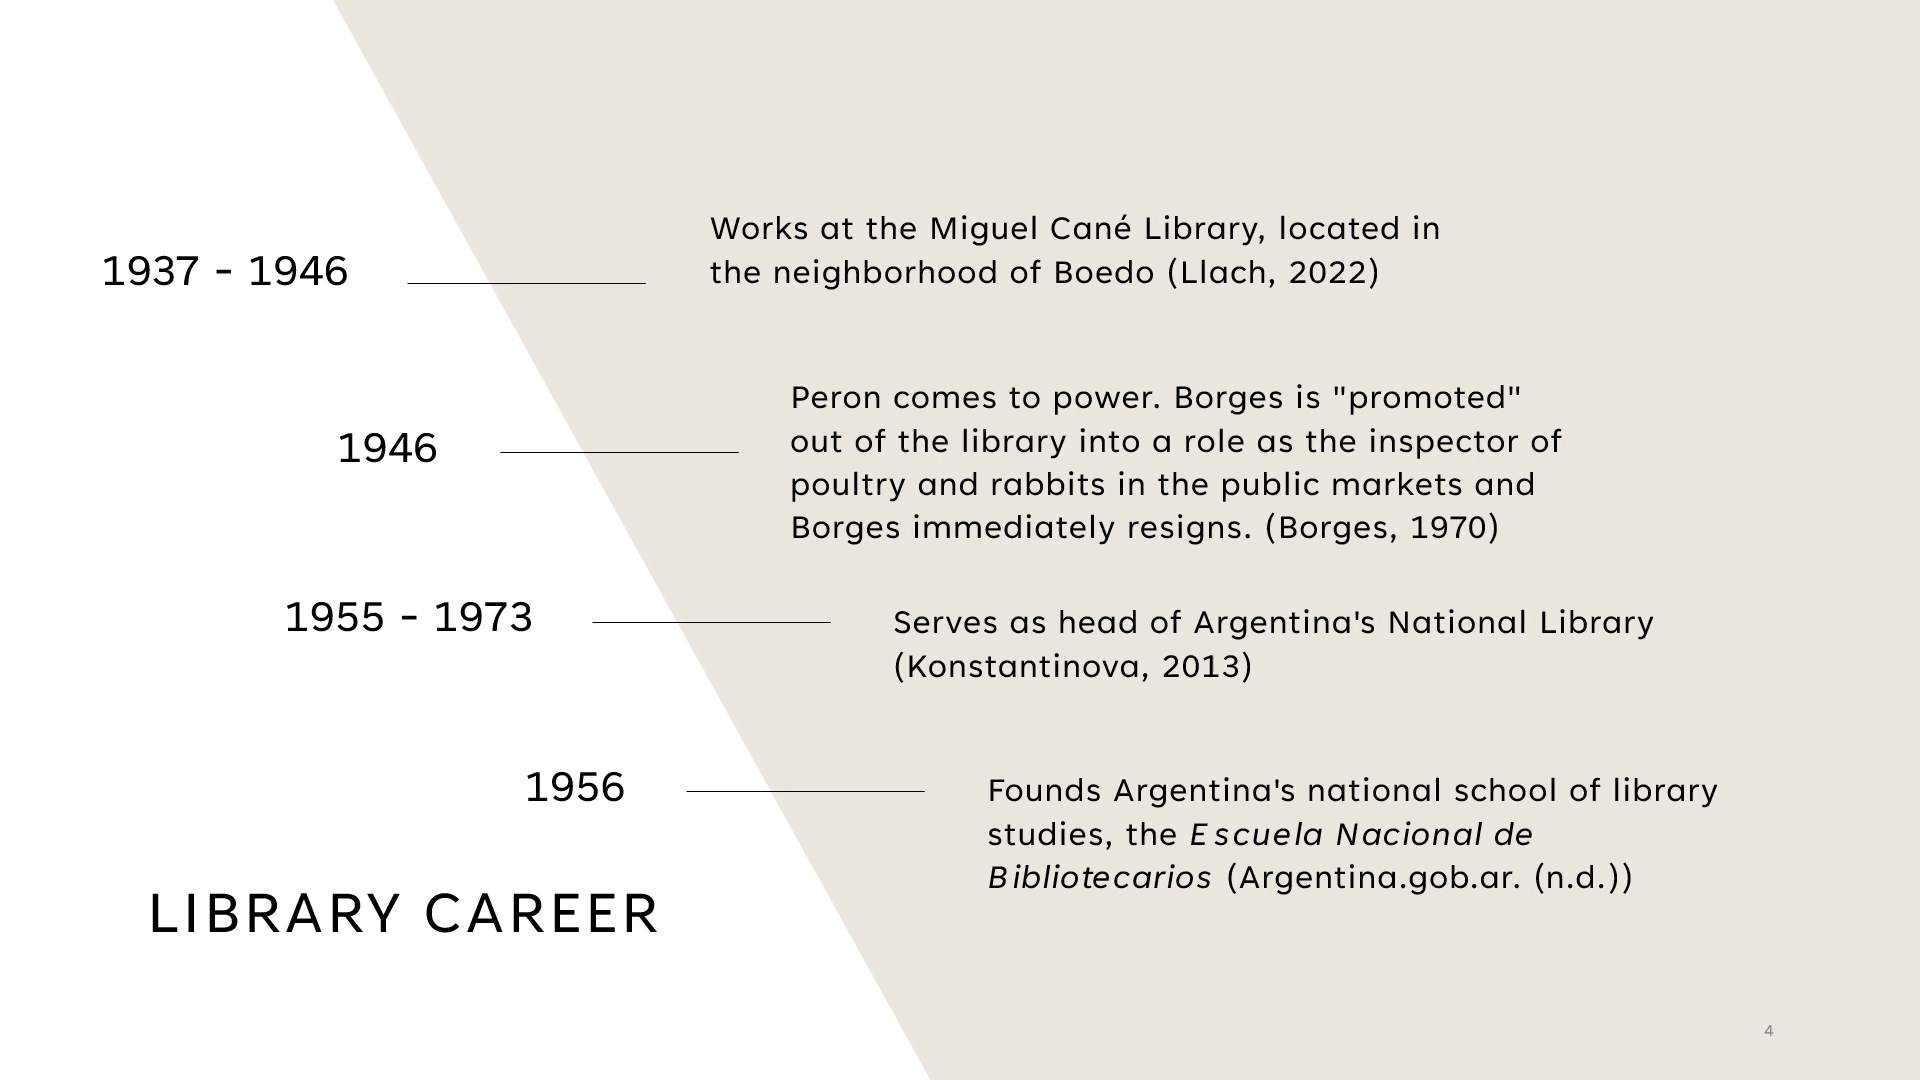 1937 - 1946
Works at the Miguel Cané Library, located in
the neighborhood of Boedo (Llach, 2022)
1946
Peron comes to power. Borges is "promoted"
out of the library into a role as the inspector of
poultry and rabbits in the public markets and
Borges immediately resigns. (Borges, 1970)
1955 - 1973
Serves as head of Argentina's National Library
(Konstantinova, 2013)
1956
Founds Argentina's national school of library
studies, the Escuela Nacional de
Bibliotecarios (Argentina.gob.ar. (n.d.))
LIBRARY CAREER
4